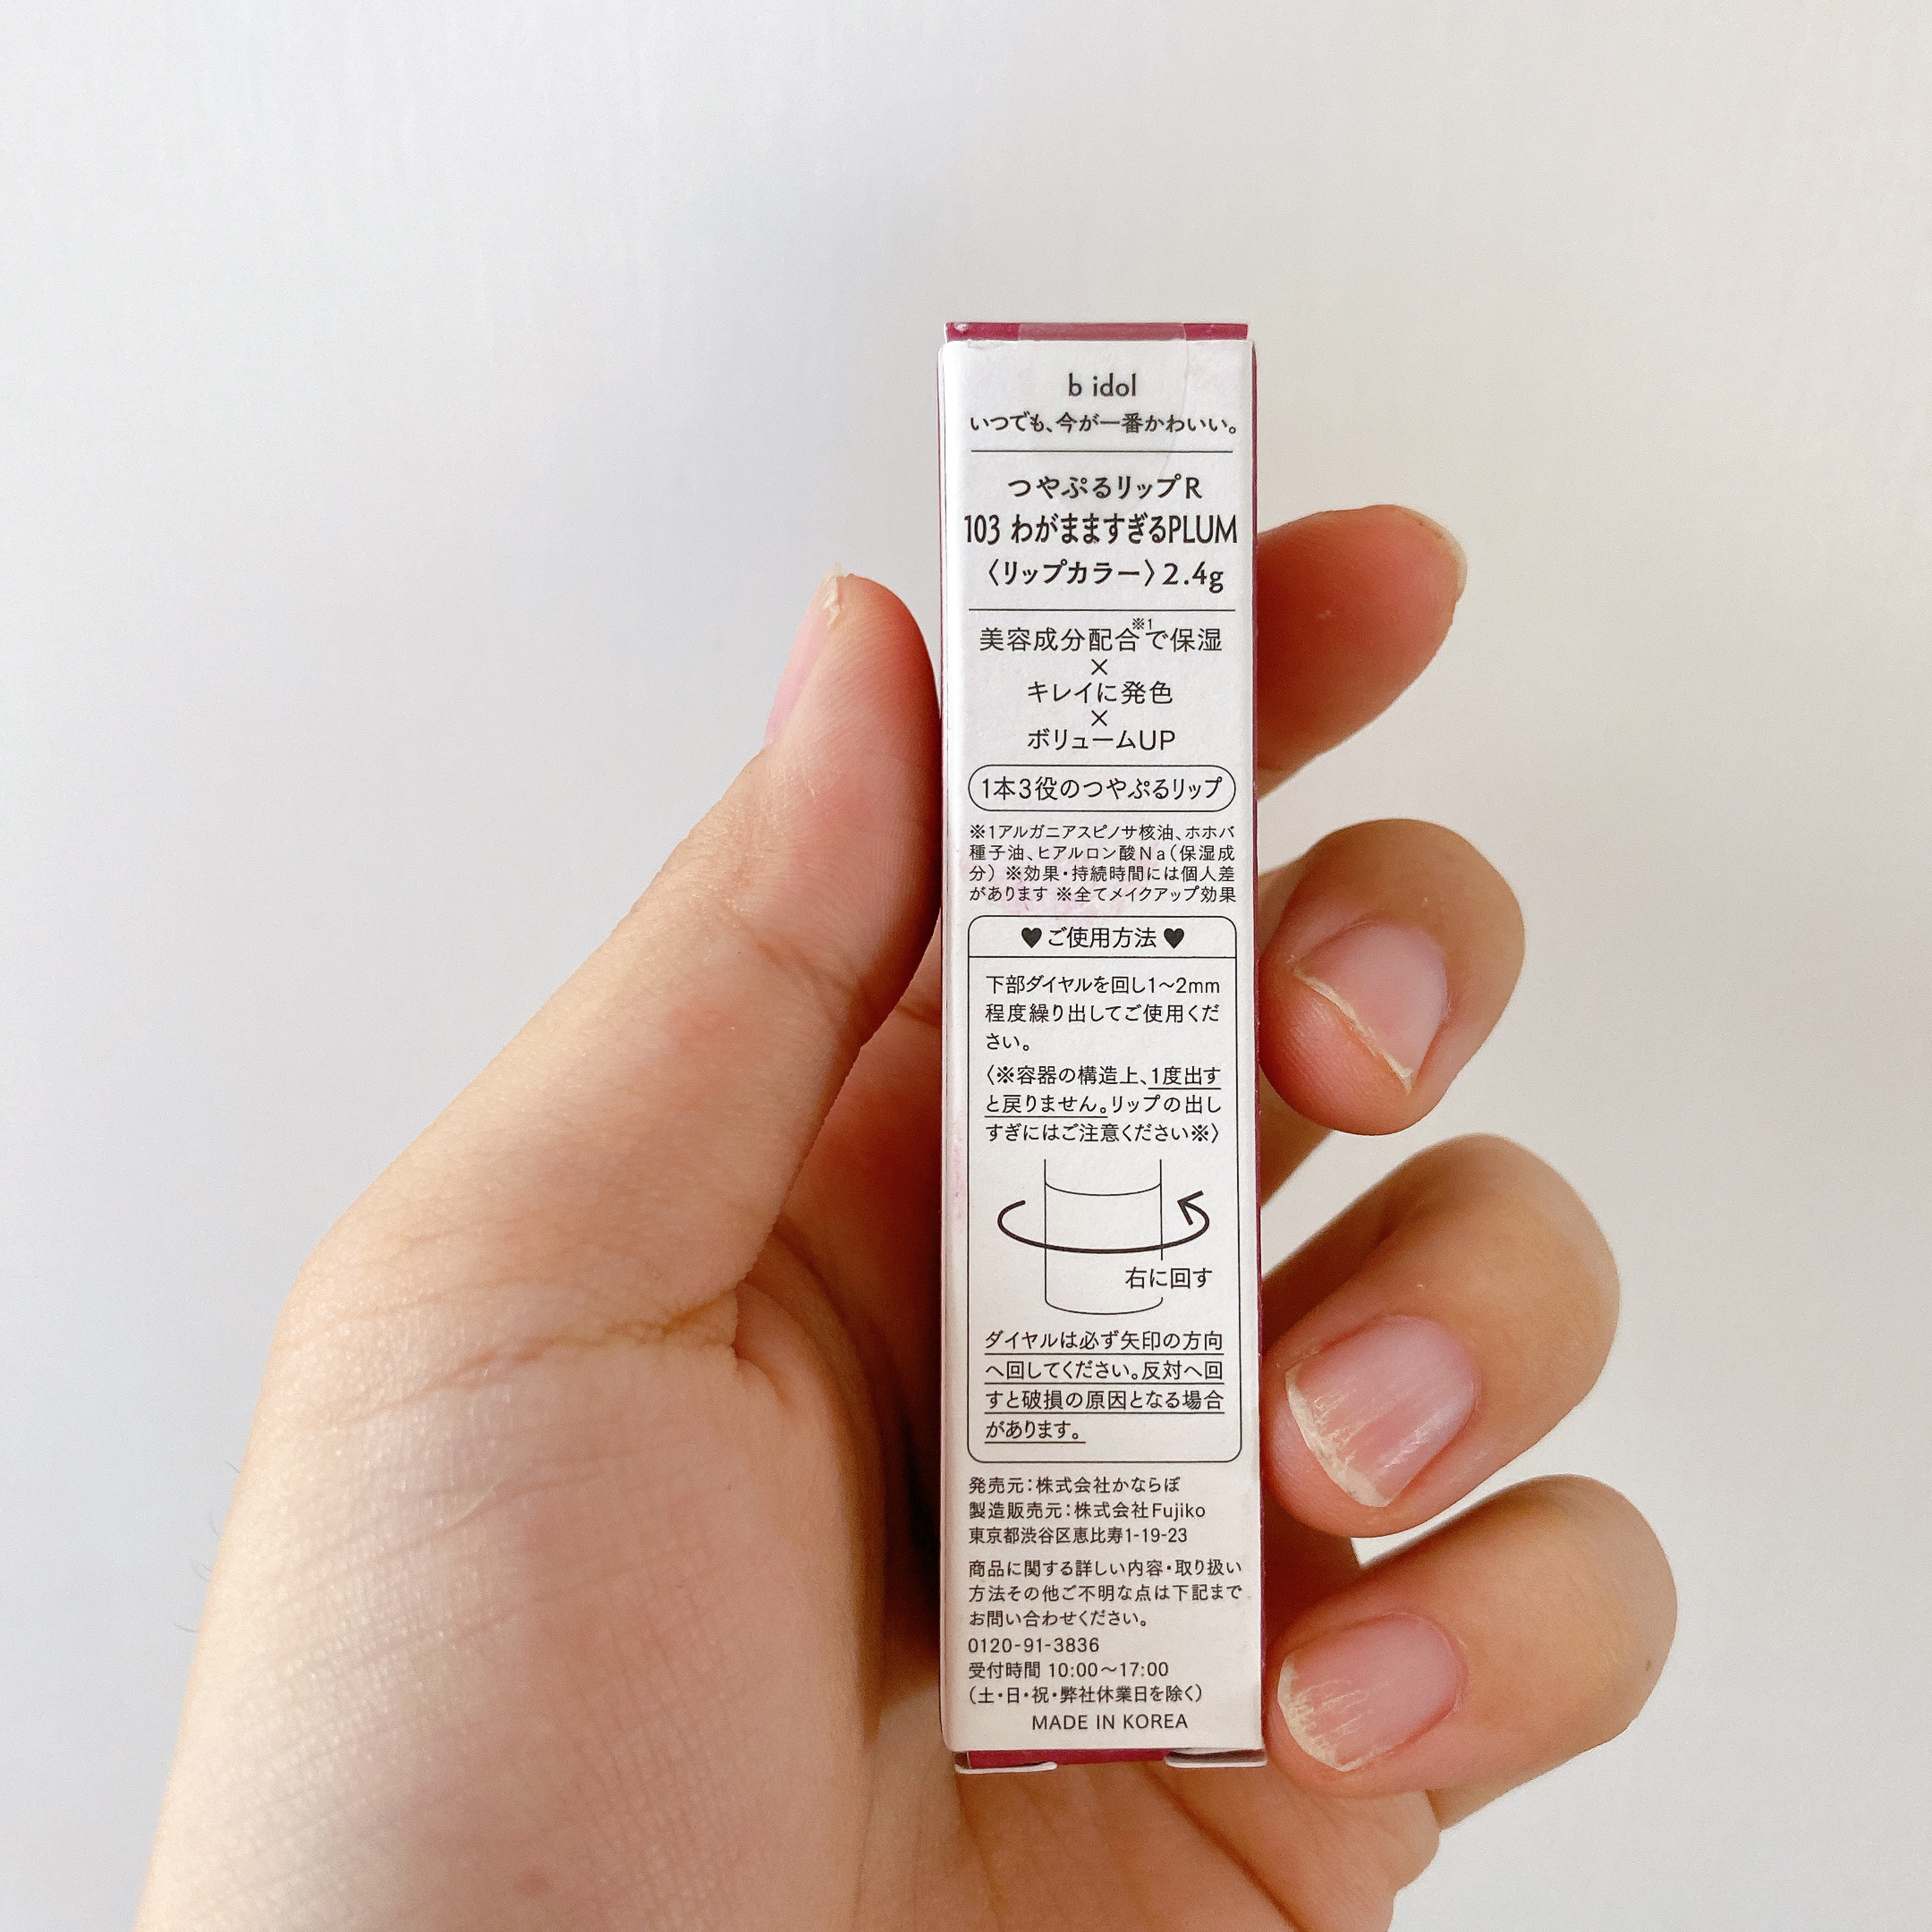 b idol
いつでも、今が一番かわいい。
つやぷるリップR
103 わがまますぎるPLUM
〈リップカラー〉2.4g
美容成分配合※1で保湿
×
キレイに発色
×
ボリュームUP
1本3役のつやぷるリップ
※1アルガニアスピノサ核油、ホホバ
種子油、ヒアルロン酸Na(保湿成
分) ※効果・持続時間には個人差
があります ※全てメイクアップ効果
♥ご使用方法♥
下部ダイヤルを回し1〜2mm
程度繰り出してご使用くだ
さい。
〈※容器の構造上、1度出す
と戻りません。リップの出し
すぎにはご注意ください※〉
右に回す
ダイヤルは必ず矢印の方向
へ回してください。反対へ回
すと破損の原因となる場合
があります。
発売元:株式会社かならぼ
製造販売元:株式会社Fujiko
東京都渋谷区恵比寿1-19-23
商品に関する詳しい内容・取り扱い
方法その他ご不明な点は下記まで
お問い合わせください。
0120-91-3836
受付時間 10:00〜17:00
(土・日・祝・弊社休業日を除く)
MADE IN KOREA